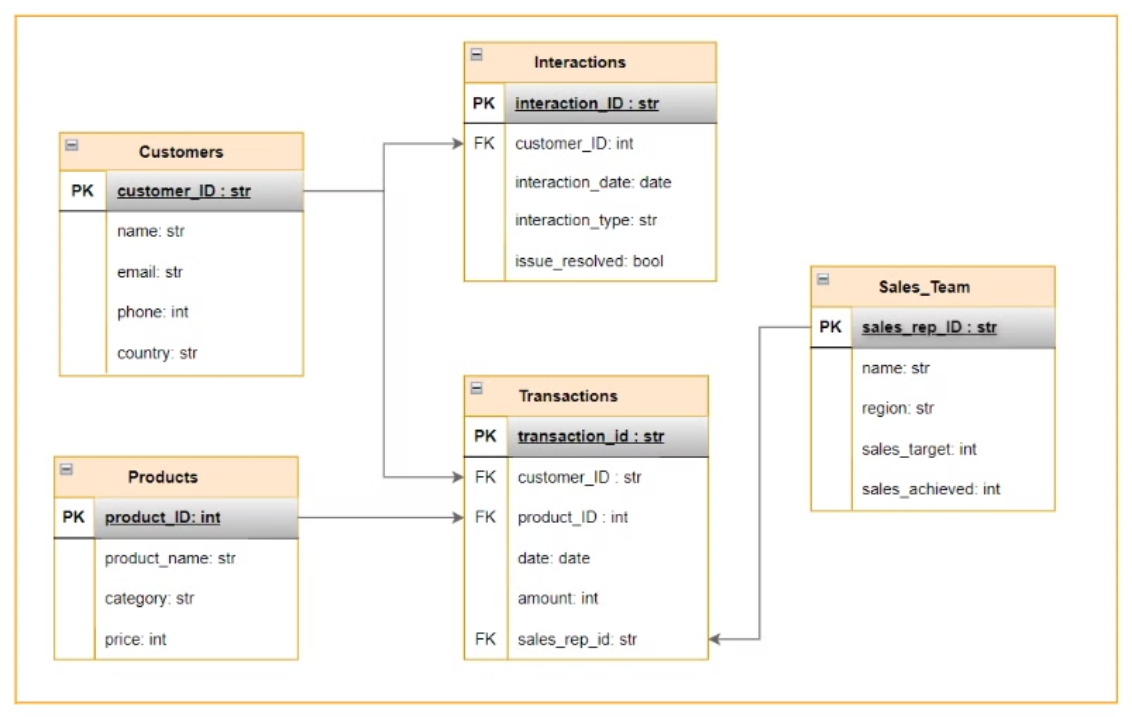 Interactions
PK interaction_ID : str
FK customer_ID: int
interaction_date: date
interaction_type: str
issue_resolved: bool
Customers
PK customer_ID : str
name: str
email: str
phone: int
country: str
Sales_Team
PK sales_rep_ID : str
name: str
region: str
sales_target: int
sales_achieved: int
Transactions
PK transaction_id : str
FK customer_ID : str
FK product_ID : int
date: date
amount: int
FK sales_rep_id: str
Products
PK product_ID: int
product_name: str
category: str
price: int